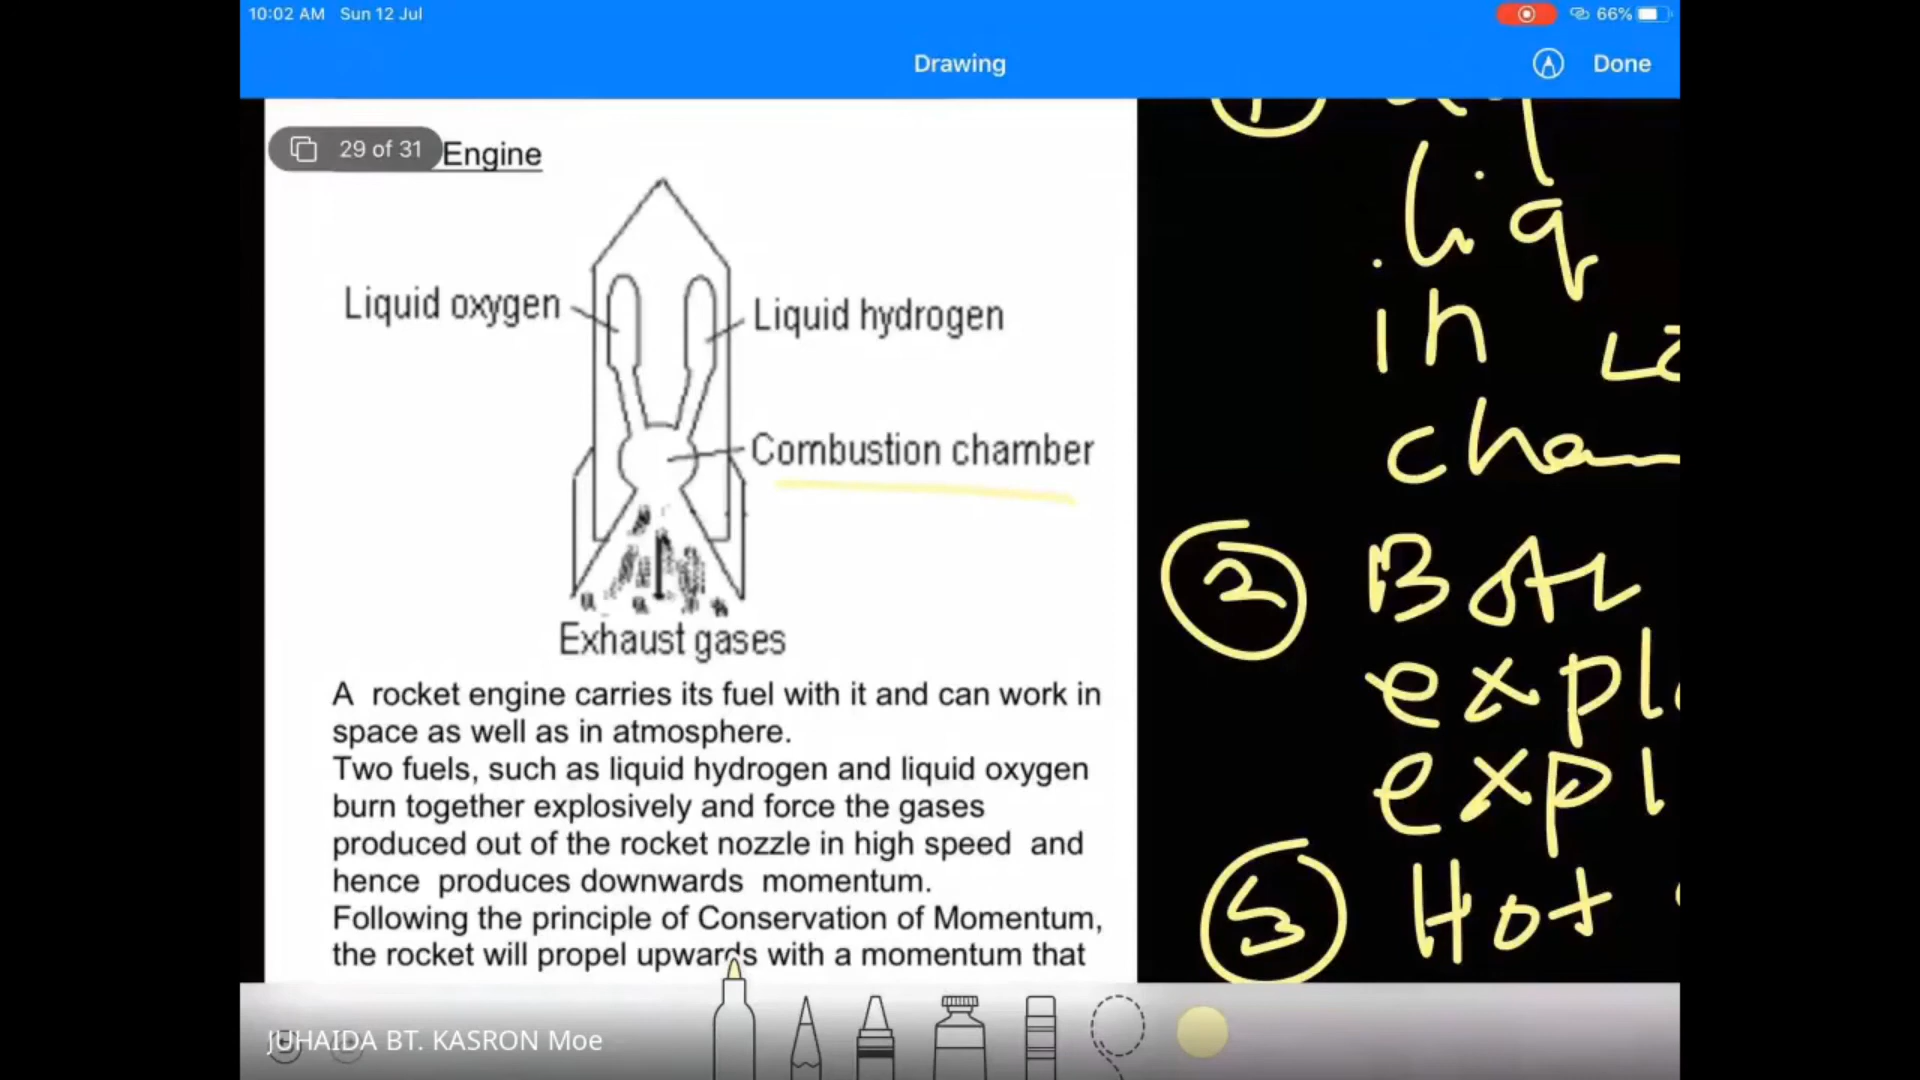 10:02 AM Sun 12 Jul
66%
Drawing
Done
29 of 31
Engine
Liquid oxygen
Liquid hydrogen
Combustion chamber
Exhaust gases
A rocket engine carries its fuel with it and can work in
space as well as in atmosphere.
Two fuels, such as liquid hydrogen and liquid oxygen
burn together explosively and force the gases
produced out of the rocket nozzle in high speed and
hence produces downwards momentum.
Following the principle of Conservation of Momentum,
the rocket will propel upwards with a momentum that
1
liq
in
cha
2 Both
expl
expl
3 Hot
JUHAIDA BT. KASRON Moe